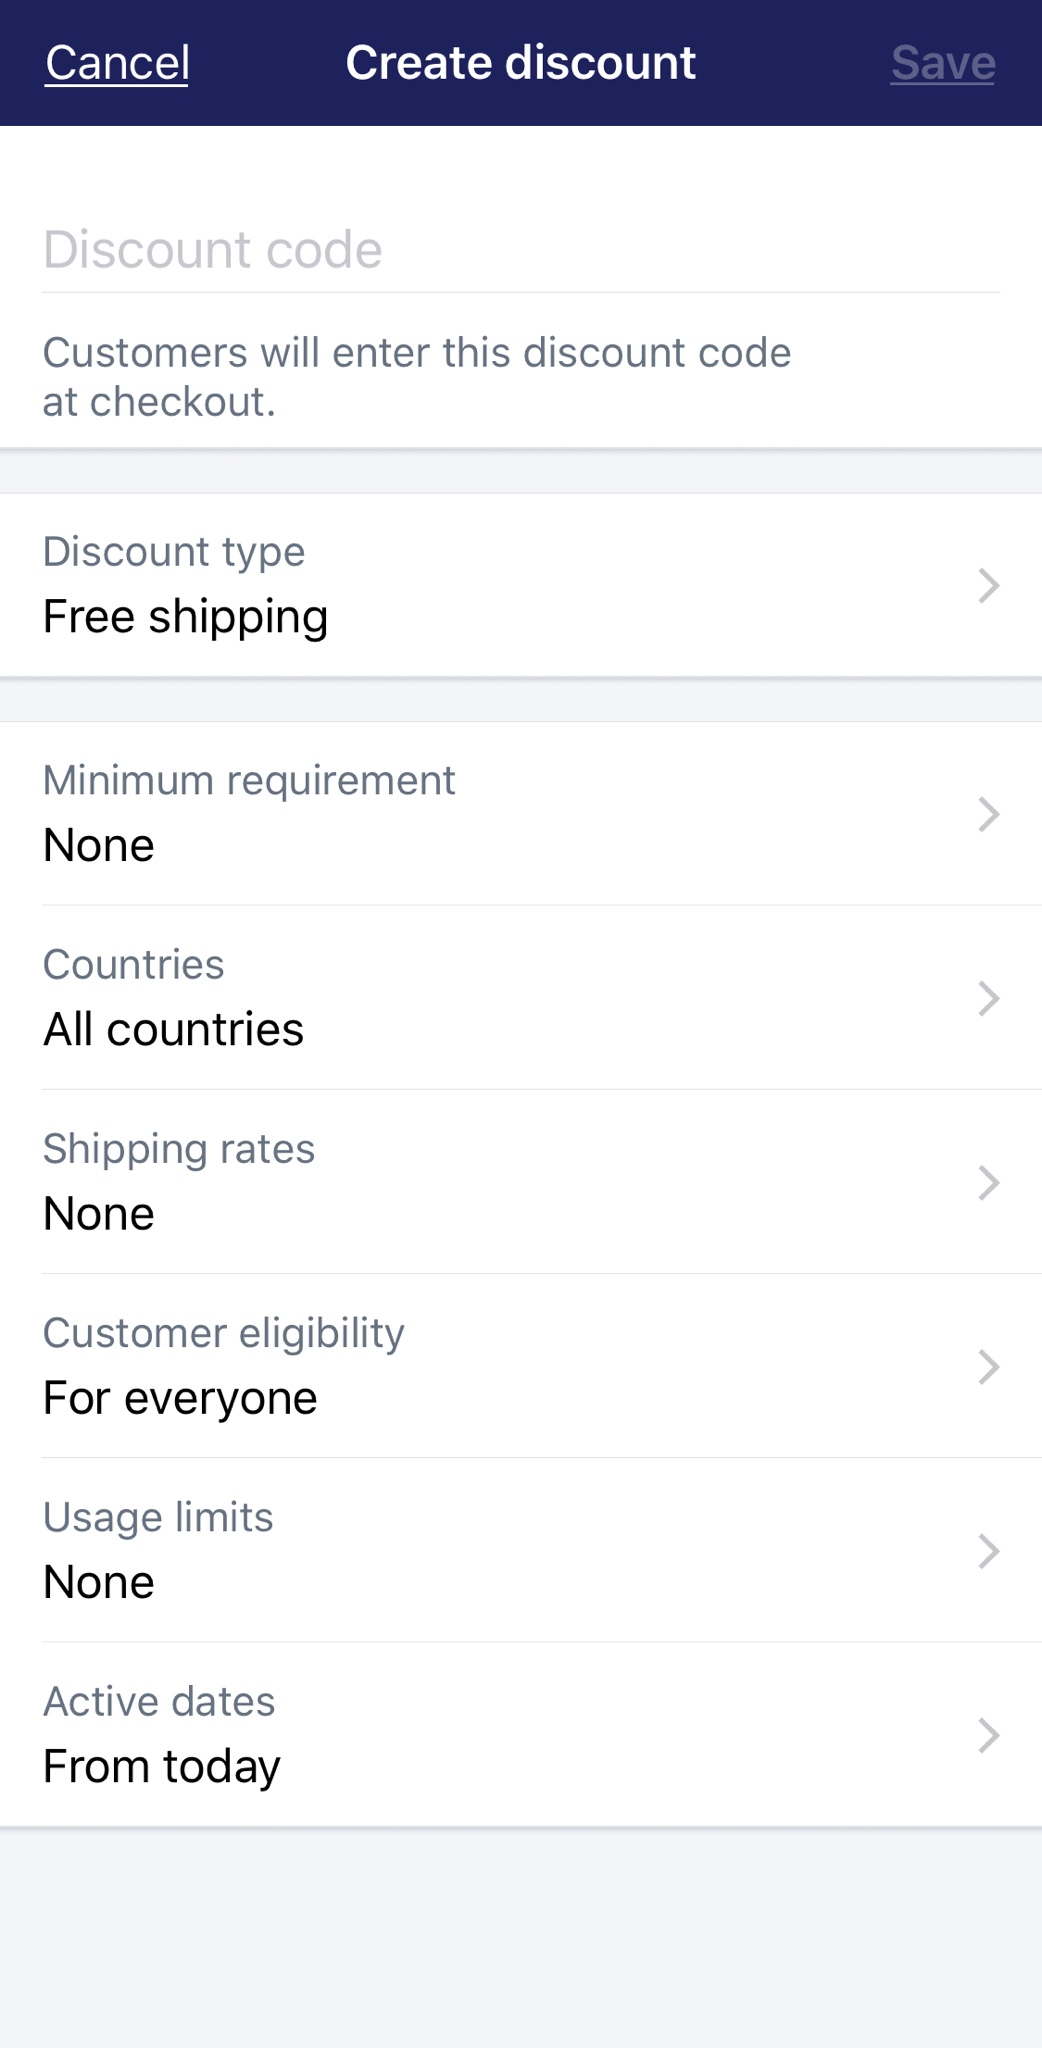 Cancel
Create discount
Save
Discount code
Customers will enter this discount code
at checkout.
Discount type
Free shipping
Minimum requirement
None
Countries
All countries
Shipping rates
None
Customer eligibility
For everyone
Usage limits
None
Active dates
From today